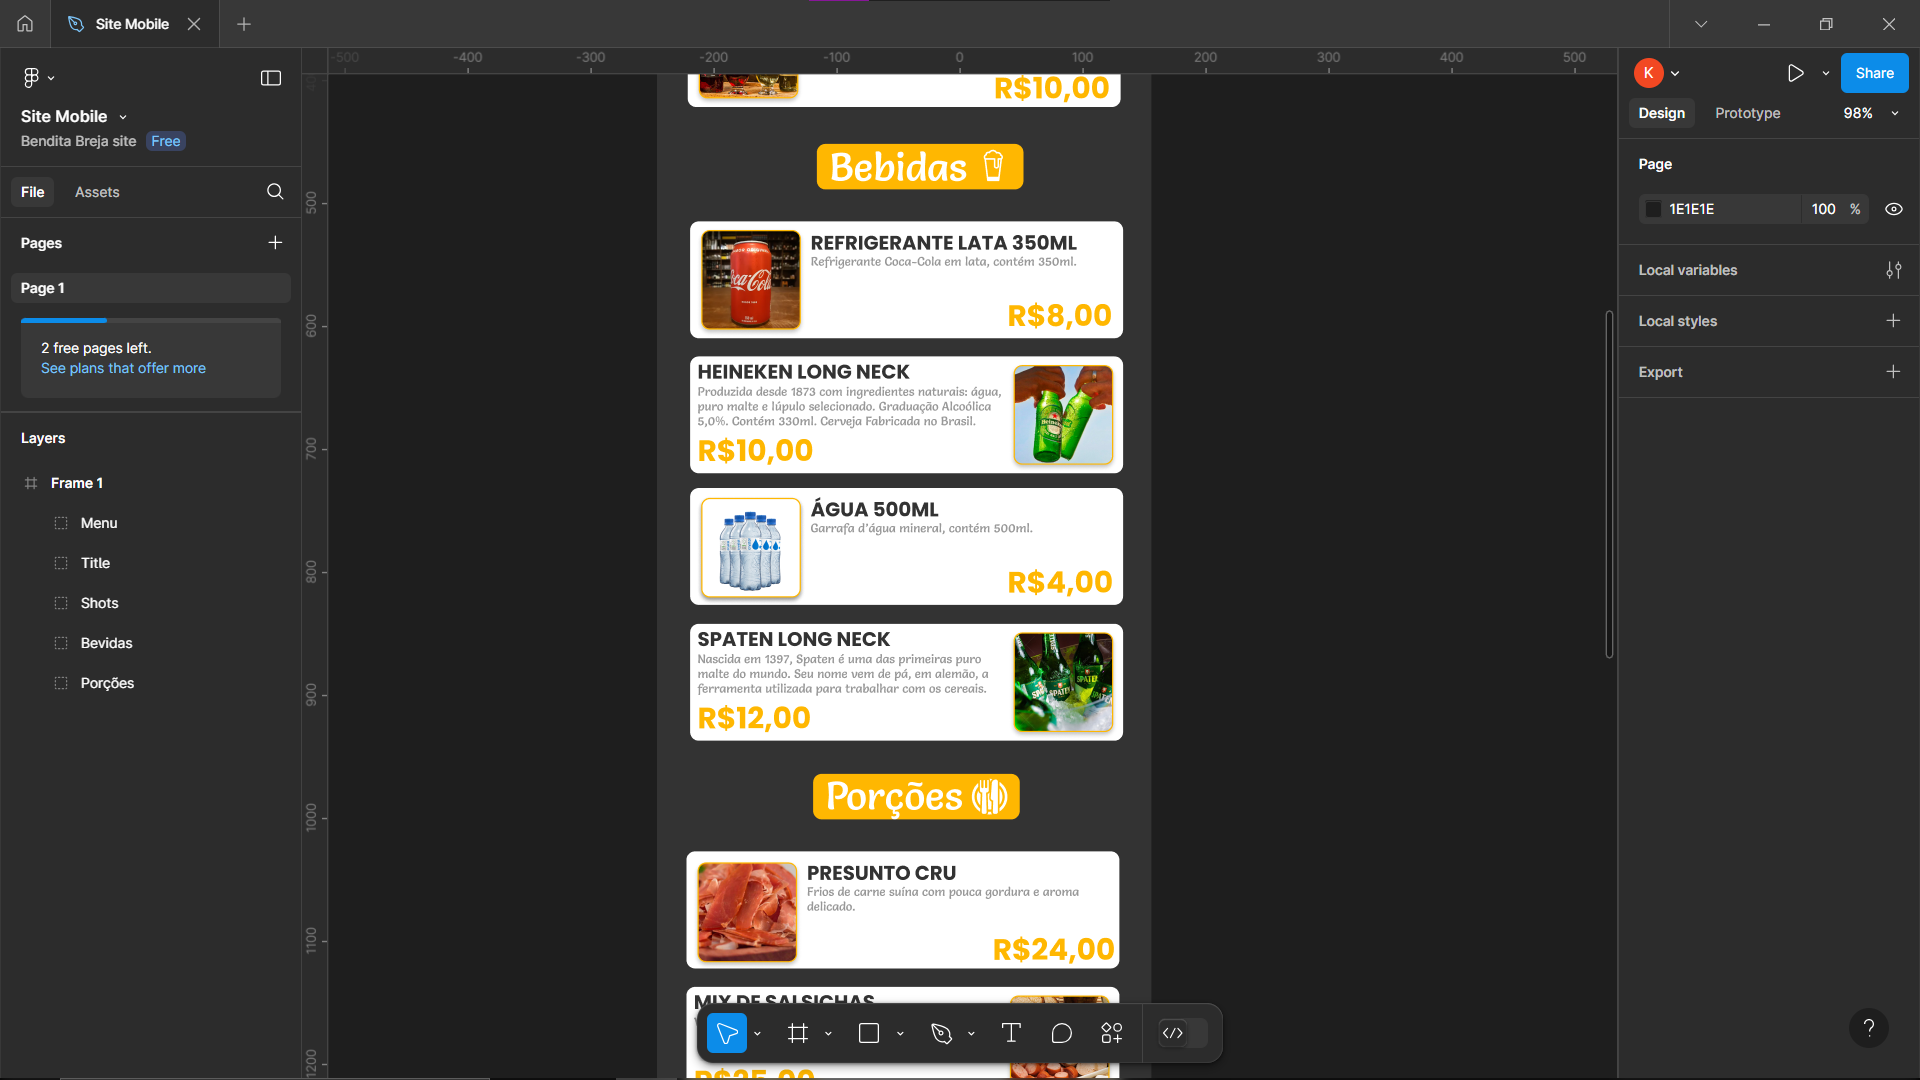 Site Mobile
Site Mobile
Bendita Breja site
Free
File
Assets
Pages
Page 1
2 free pages left.
See plans that offer more
Layers
Frame 1
Menu
Title
Shots
Bevidas
Porções
-500
-400
-300
-200
-100
0
100
200
300
400
500
500
600
700
800
900
1000
1100
1200
R$10,00
Bebidas
Coca-Cola
REFRIGERANTE LATA 350ML
Refrigerante Coca-Cola em lata, contém 350ml.
R$8,00
HEINEKEN LONG NECK
Produzida desde 1873 com ingredientes naturais: água,
puro malte e lúpulo selecionado. Graduação Alcoólica
5,0%. Contém 330ml. Cerveja Fabricada no Brasil.
R$10,00
Heineken
ÁGUA 500ML
Garrafa d'água mineral, contém 500ml.
R$4,00
SPATEN LONG NECK
Nascida em 1397, Spaten é uma das primeiras puro
malte do mundo. Seu nome vem de pá, em alemão, a
ferramenta utilizada para trabalhar com os cereais.
R$12,00
SPATEN
SPATEN
Porções
PRESUNTO CRU
Frios de carne suína com pouca gordura e aroma
delicado.
R$24,00
MIX DE SALSICHAS
K
Share
Design
Prototype
98%
Page
1E1E1E
100
%
Local variables
Local styles
Export
?